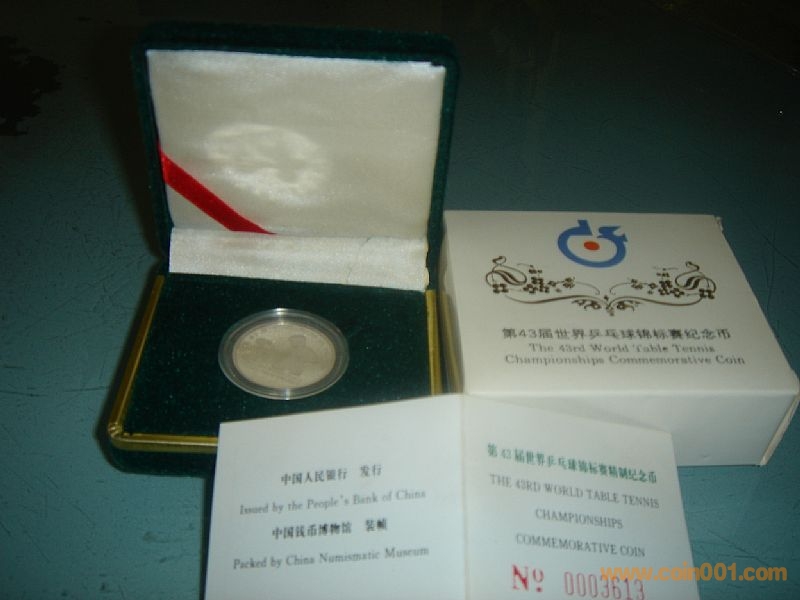 第43届世界乒乓球锦标赛纪念币
The 43rd World Table Tennis
Championships Commemorative Coin
中国人民银行 发行
Issued by the People's Bank of China
中国钱币博物馆 装帧
Packed by China Numismatic Museum
第43届世界乒乓球锦标赛精制纪念币
THE 43RD WORLD TABLE TENNIS
CHAMPIONSHIPS
COMMEMORATIVE COIN
Nº 0003613
www.coin001.com